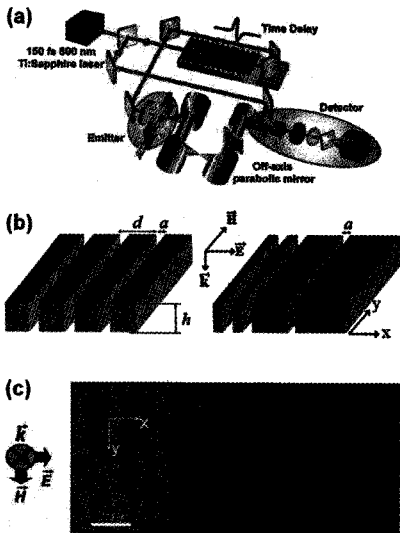 (a)
Time Delay
150 fs 800 nm
Ti:Sapphire laser
Detector
Emitter
Off-axis
parabolic mirror
(b)
d a
H
E
K
h
a
y
x
(c)
K
E
H
x
y